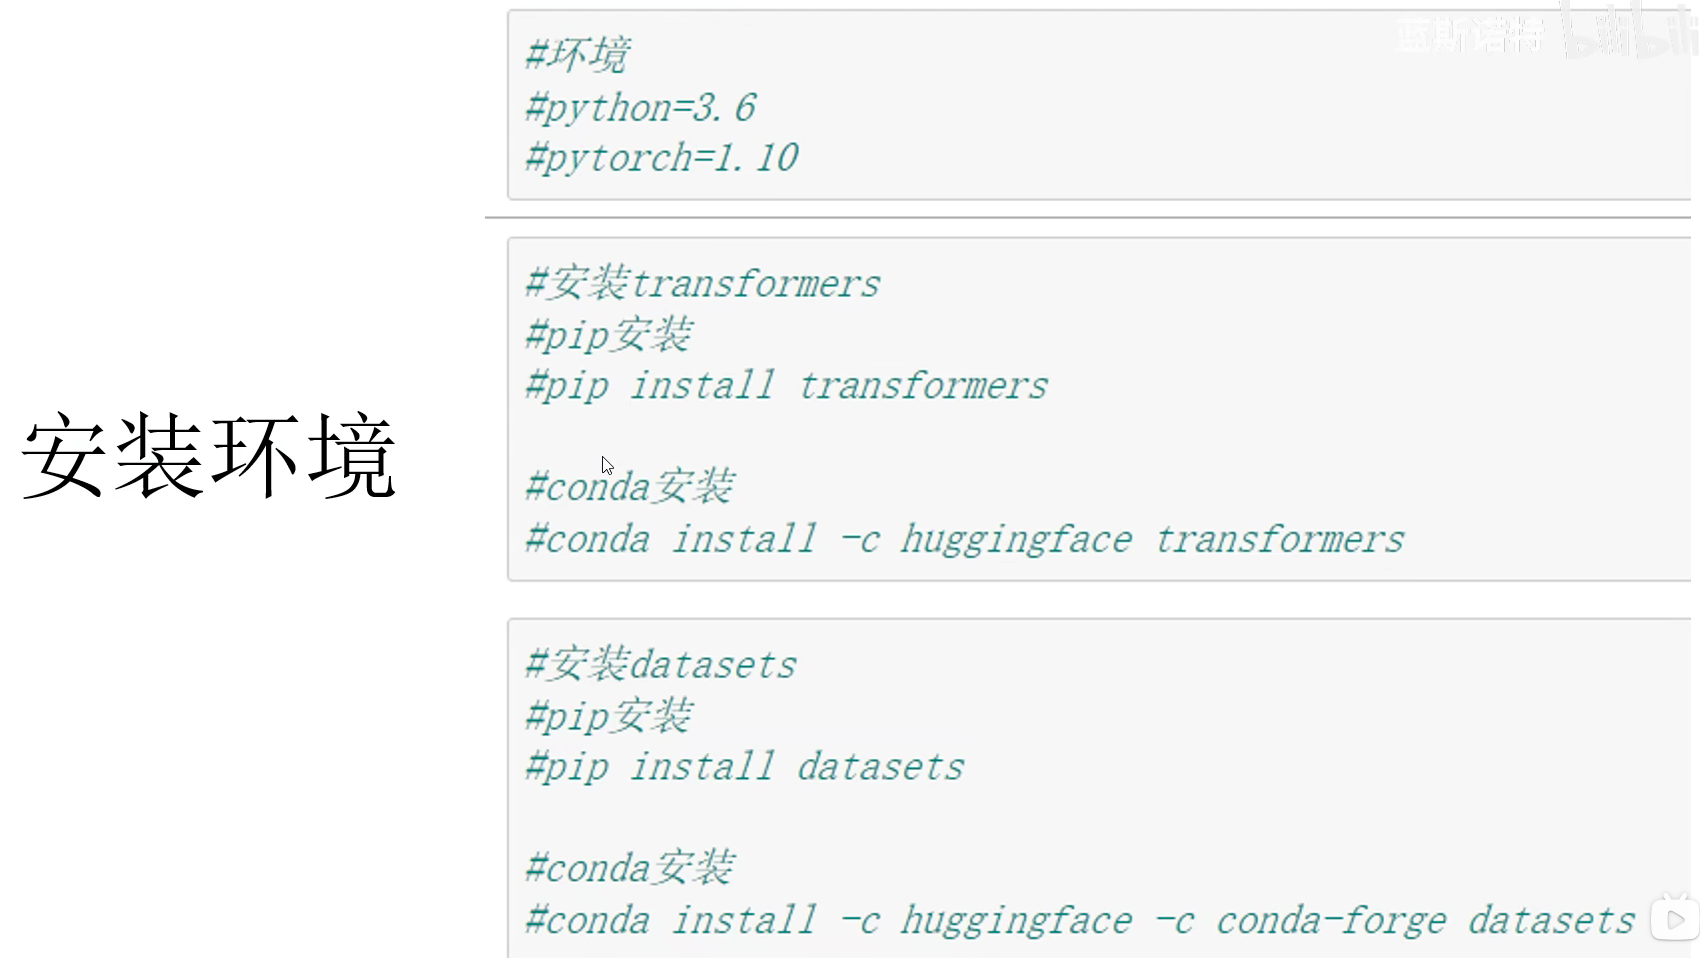 蓝斯诺特 bilibili
#环境
#python=3.6
#pytorch=1.10
#安装transformers
#pip安装
#pip install transformers
#conda安装
#conda install -c huggingface transformers
安装环境
#安装datasets
#pip安装
#pip install datasets
#conda安装
#conda install -c huggingface -c conda-forge datasets